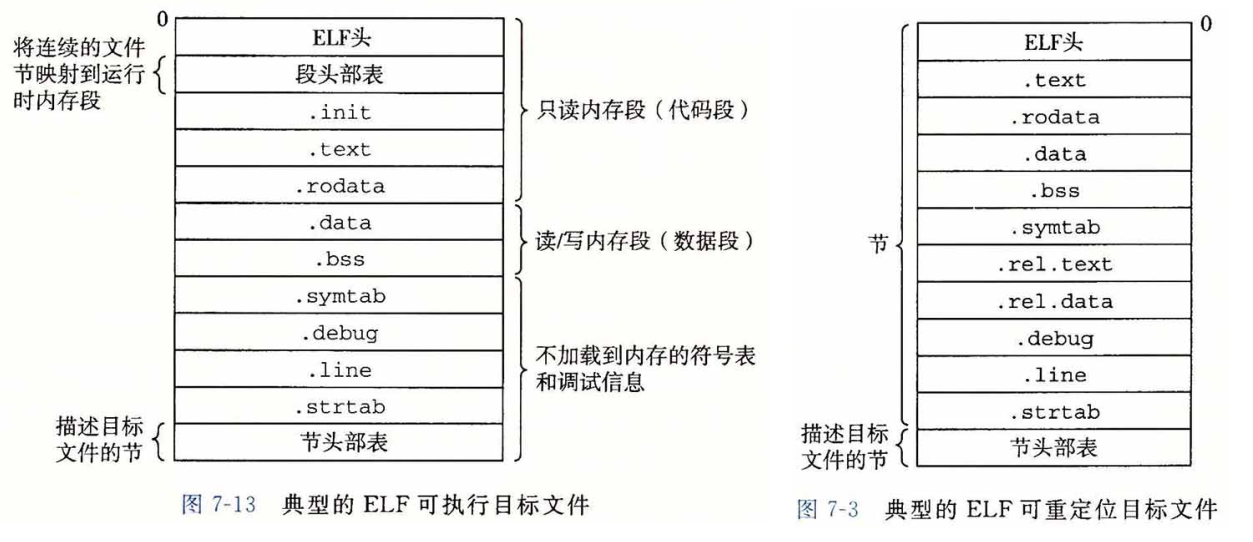 0
将连续的文件
节映射到运行
时内存段
ELF头
段头部表
.init
.text
.rodata
.data
.bss
.symtab
.debug
.line
.strtab
节头部表
描述目标
文件的节
只读内存段（代码段）
读/写内存段（数据段）
不加载到内存的符号表
和调试信息
图 7-13 典型的 ELF 可执行目标文件
0
ELF头
.text
.rodata
.data
.bss
.symtab
.rel.text
.rel.data
.debug
.line
.strtab
节头部表
节
描述目标
文件的节
图 7-3 典型的 ELF 可重定位目标文件